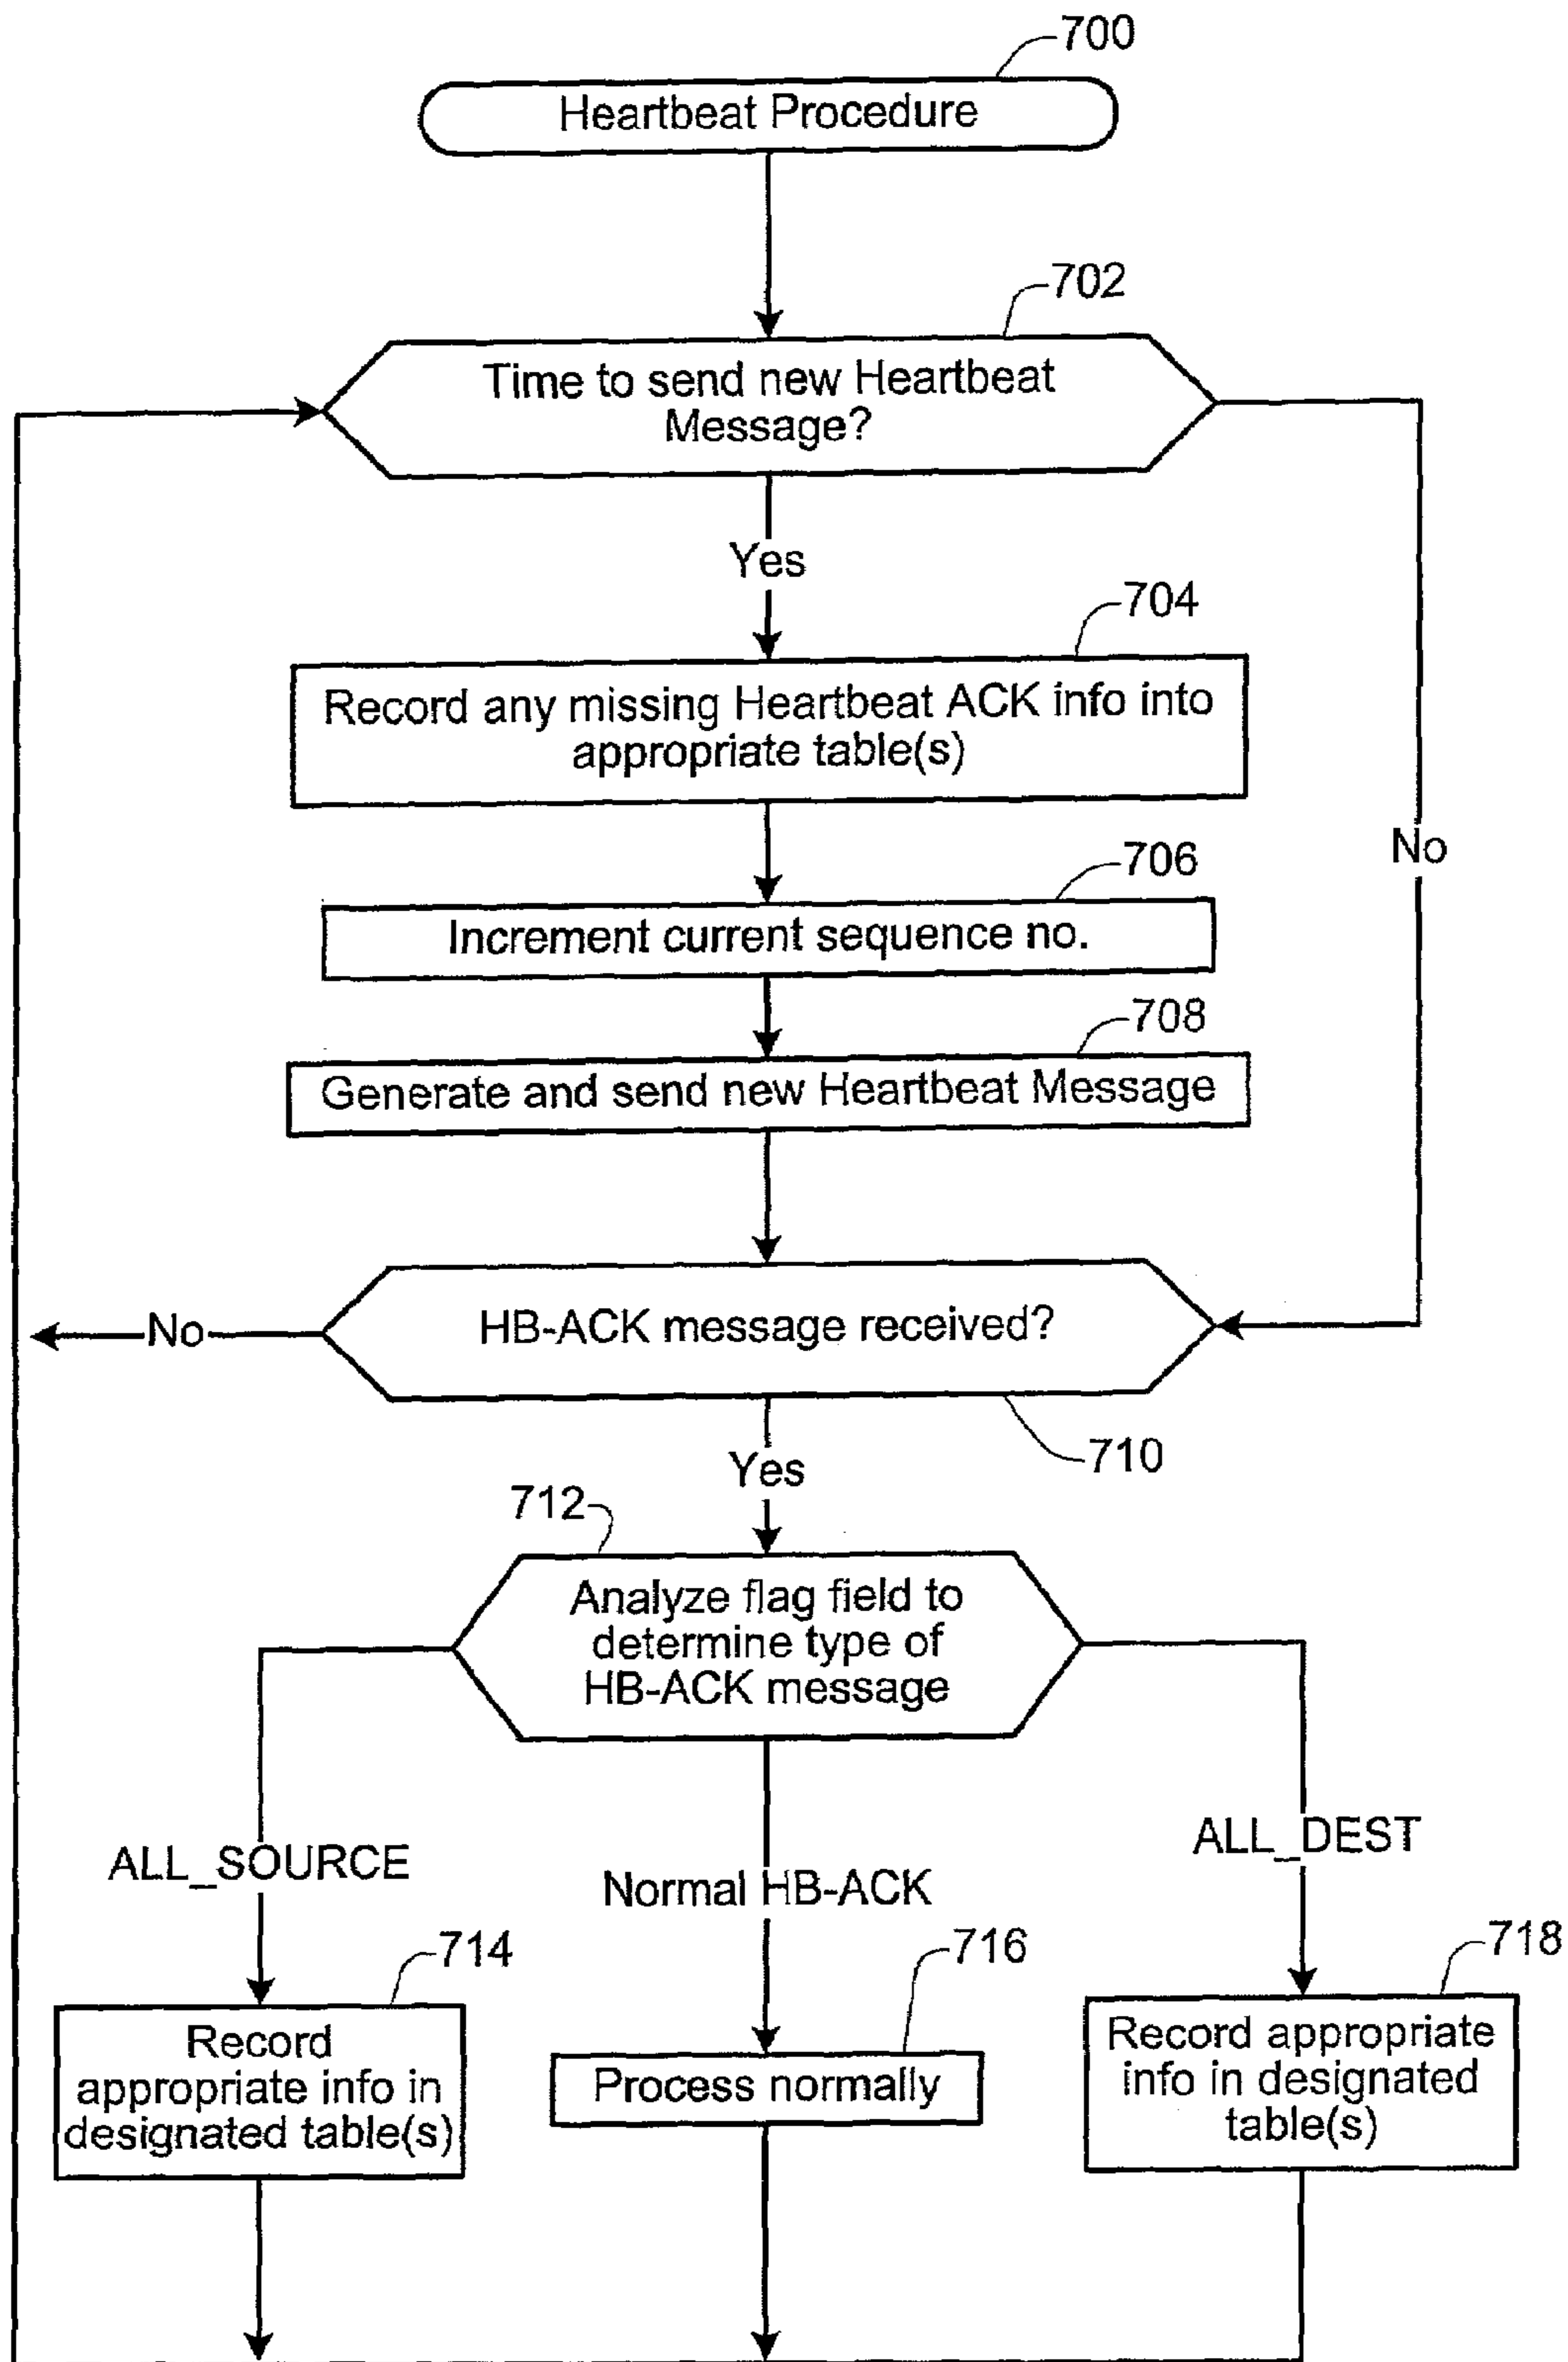 700
Heartbeat Procedure
702
Time to send new Heartbeat
Message?
Yes
704
Record any missing Heartbeat ACK info into
appropriate table(s)
No
706
Increment current sequence no.
708
Generate and send new Heartbeat Message
HB-ACK message received?
No
710
Yes
712
Analyze flag field to
determine type of
HB-ACK message
ALL_SOURCE
Normal HB-ACK
ALL_DEST
714
Record
appropriate info in
designated table(s)
716
Process normally
718
Record appropriate
info in designated
table(s)